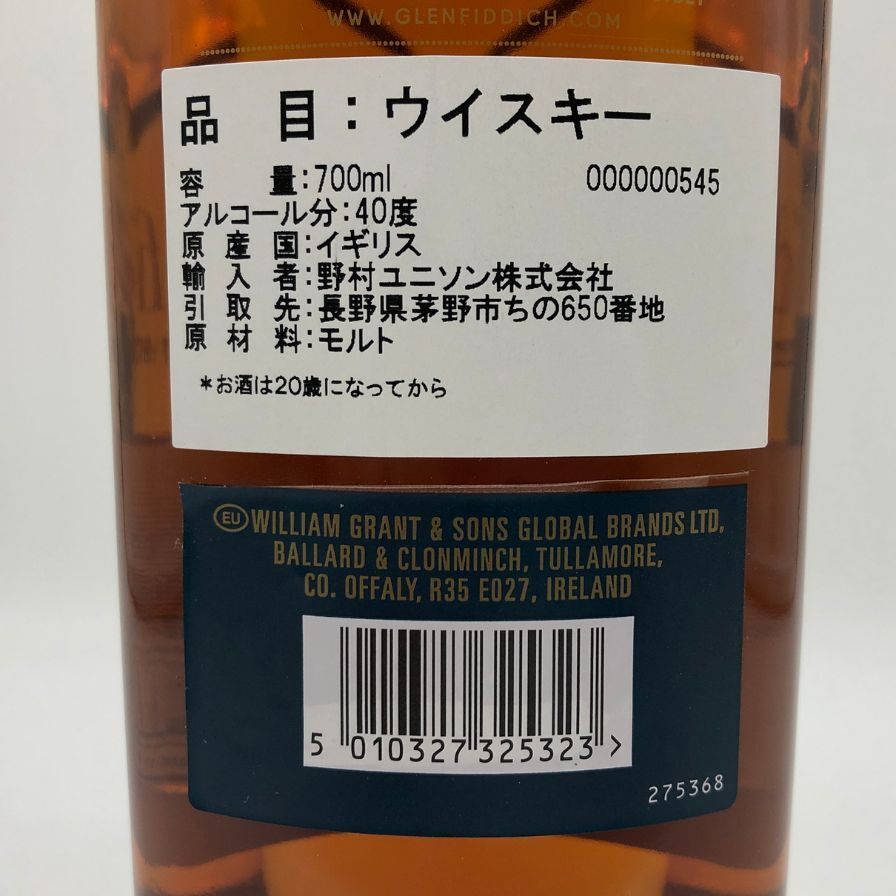 WWW.GLENFIDDICH.COM
品 目：ウイスキー
容 量：700ml 000000545
アルコール分：40度
原 産 国：イギリス
輸 入 者：野村ユニソン株式会社
引 取 先：長野県茅野市ちの650番地
原 材 料：モルト
＊お酒は20歳になってから
EU WILLIAM GRANT & SONS GLOBAL BRANDS LTD,
BALLARD & CLONMINCH, TULLAMORE,
CO. OFFALY, R35 E027, IRELAND
5 010327 325323 >
275368